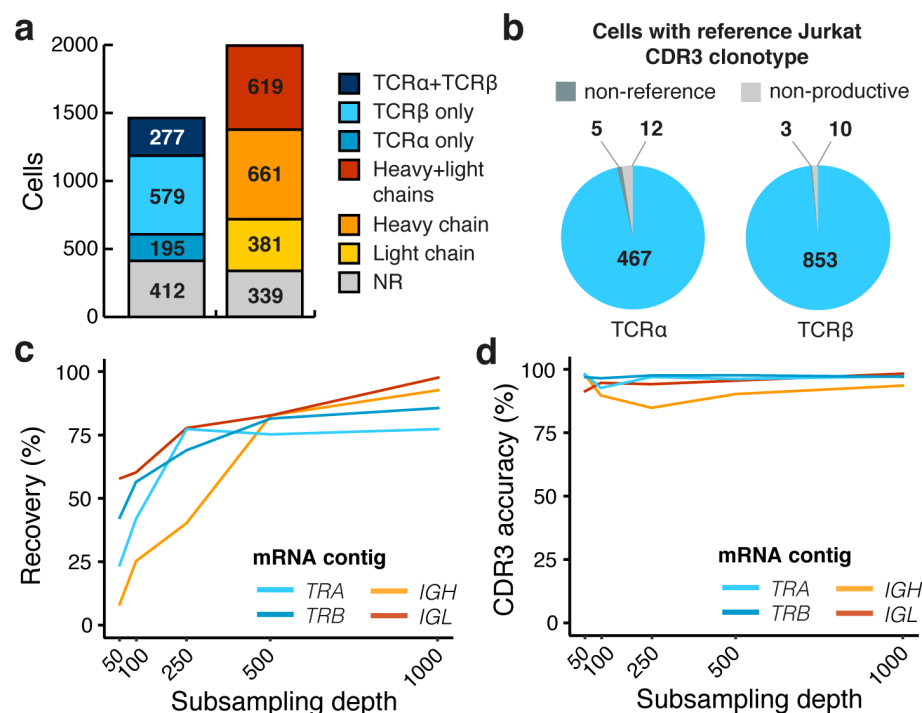 a
2000
1500
1000
500
0
Cells
277
579
195
412
619
661
381
339
TCRα+TCRβ
TCRβ only
TCRα only
Heavy+light
chains
Heavy chain
Light chain
NR
b
Cells with reference Jurkat
CDR3 clonotype
non-reference
non-productive
5
12
467
TCRα
3
10
853
TCRβ
c
100
75
50
25
0
Recovery (%)
mRNA contig
TRA
IGH
TRB
IGL
50
100
250
500
1000
Subsampling depth
d
100
75
50
25
0
CDR3 accuracy (%)
mRNA contig
TRA
IGH
TRB
IGL
50
100
250
500
1000
Subsampling depth